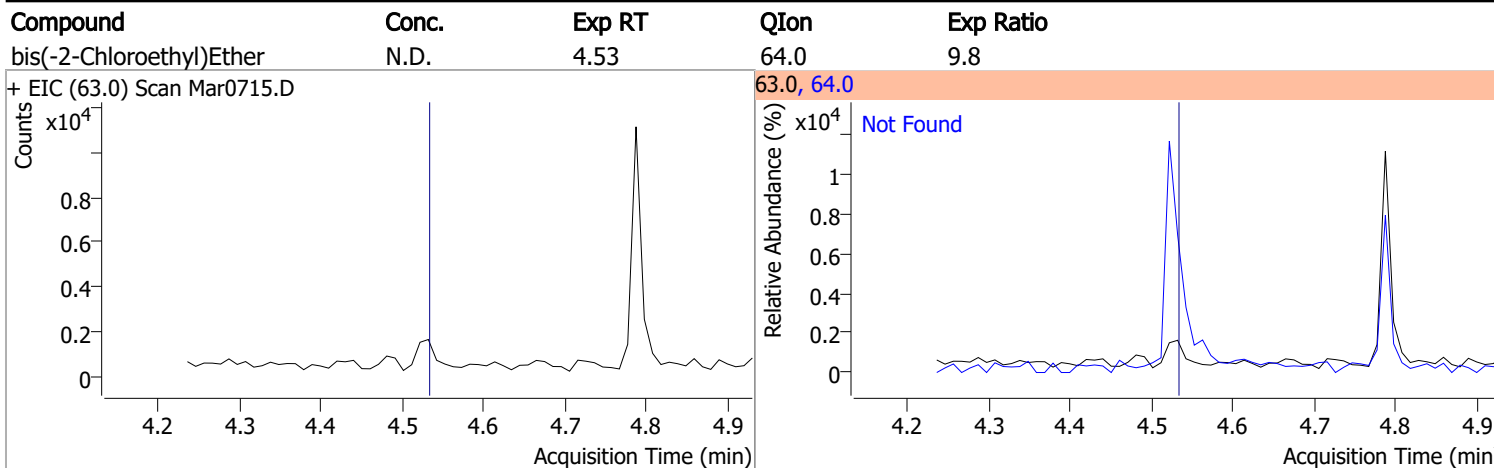 Compound Conc. Exp RT QIon Exp Ratio
bis(-2-Chloroethyl)Ether N.D. 4.53 64.0 9.8
+ EIC (63.0) Scan Mar0715.D
Counts
x10^4
0.8
0.6
0.4
0.2
0
4.2 4.3 4.4 4.5 4.6 4.7 4.8 4.9
Acquisition Time (min)
63.0, 64.0
Relative Abundance (%)
x10^4
Not Found
1
0.8
0.6
0.4
0.2
0
4.2 4.3 4.4 4.5 4.6 4.7 4.8 4.9
Acquisition Time (min